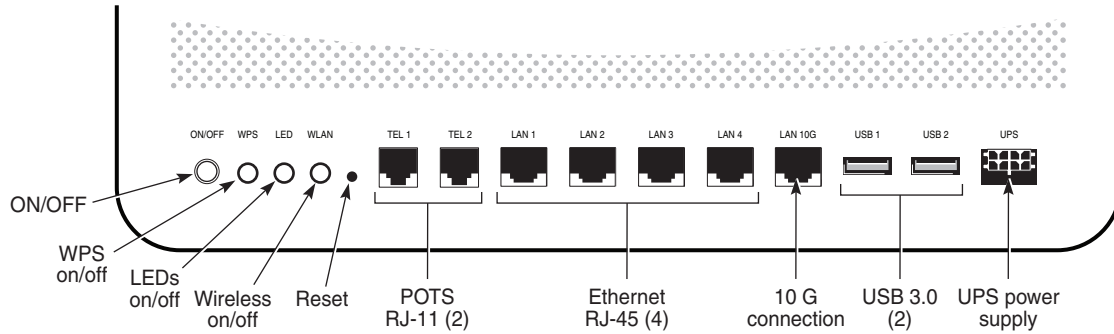 ON/OFF WPS LED WLAN TEL 1 TEL 2 LAN 1 LAN 2 LAN 3 LAN 4 LAN 10G USB 1 USB 2 UPS
ON/OFF
WPS
on/off
LEDs
on/off
Wireless
on/off
Reset
POTS
RJ-11 (2)
Ethernet
RJ-45 (4)
10 G
connection
USB 3.0
(2)
UPS power
supply